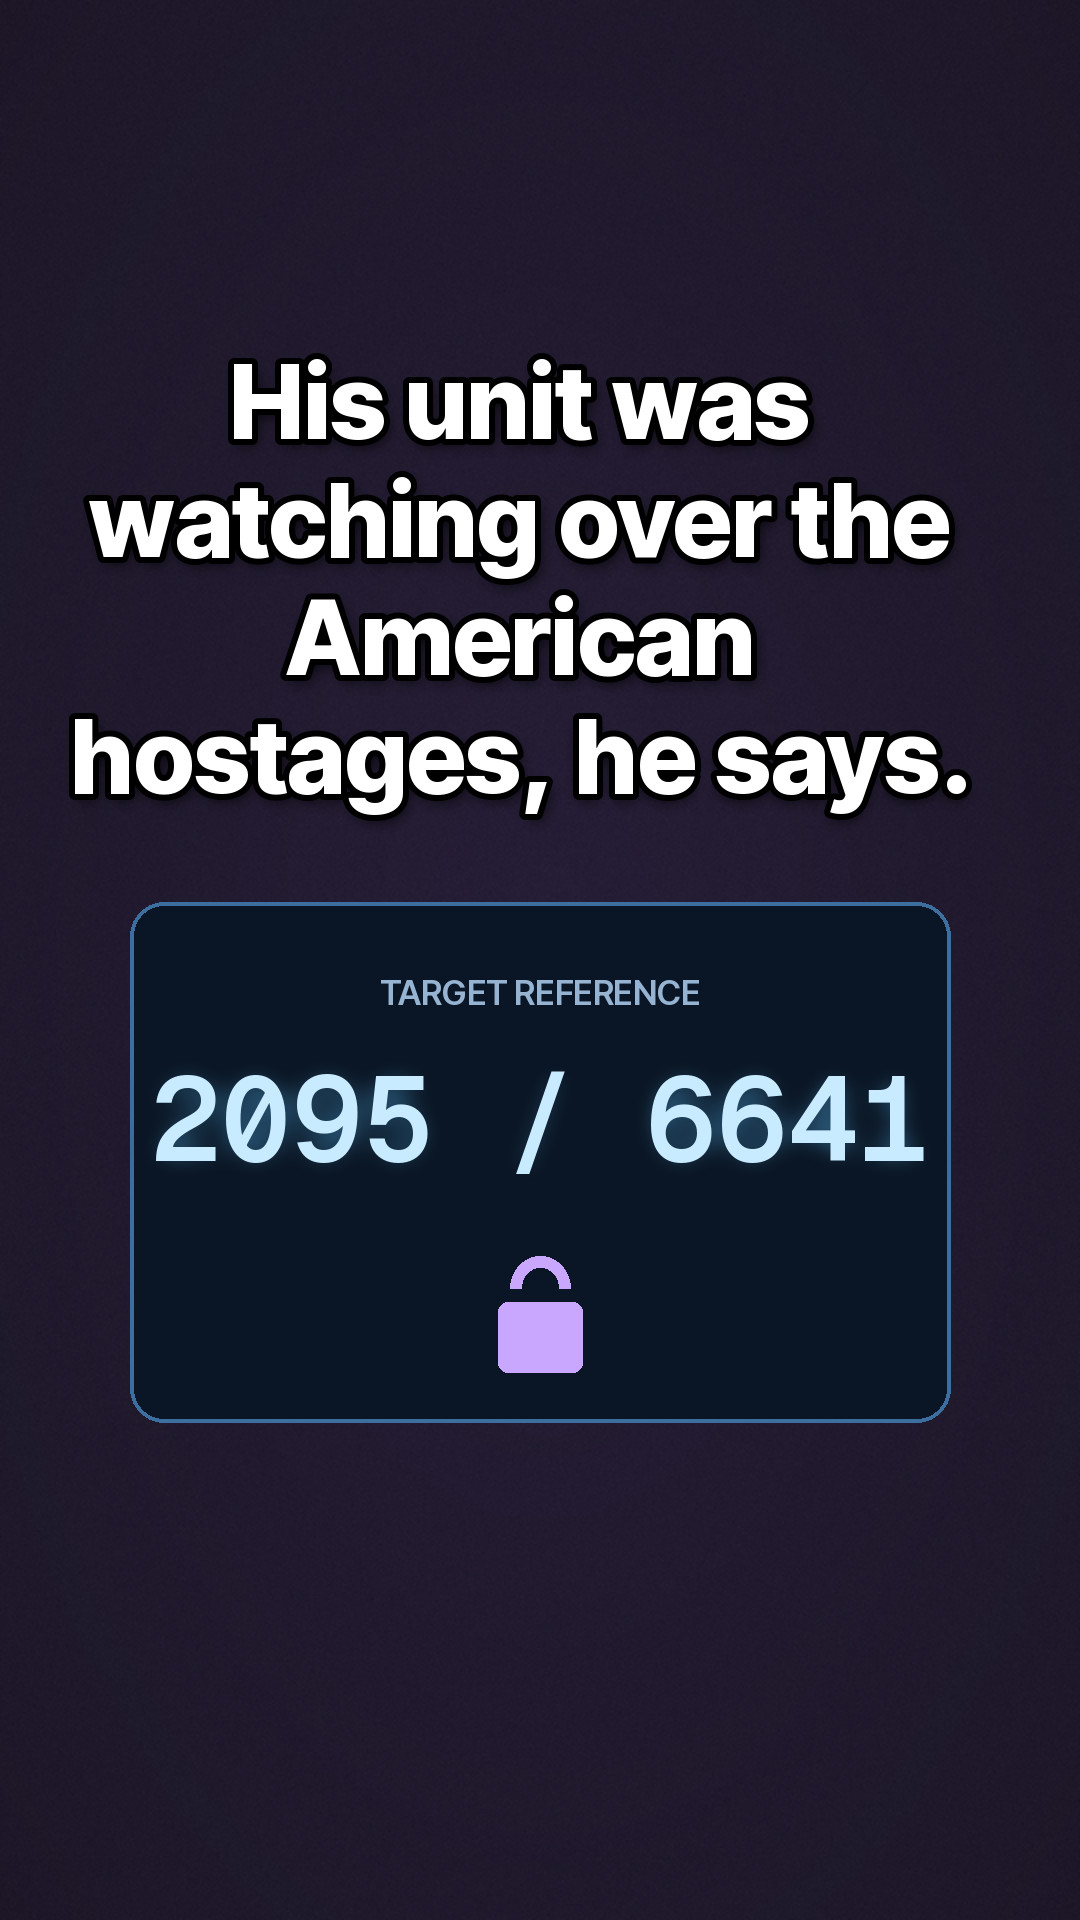 His unit was
watching over the
American
hostages, he says.
TARGET REFERENCE
2095 / 6641